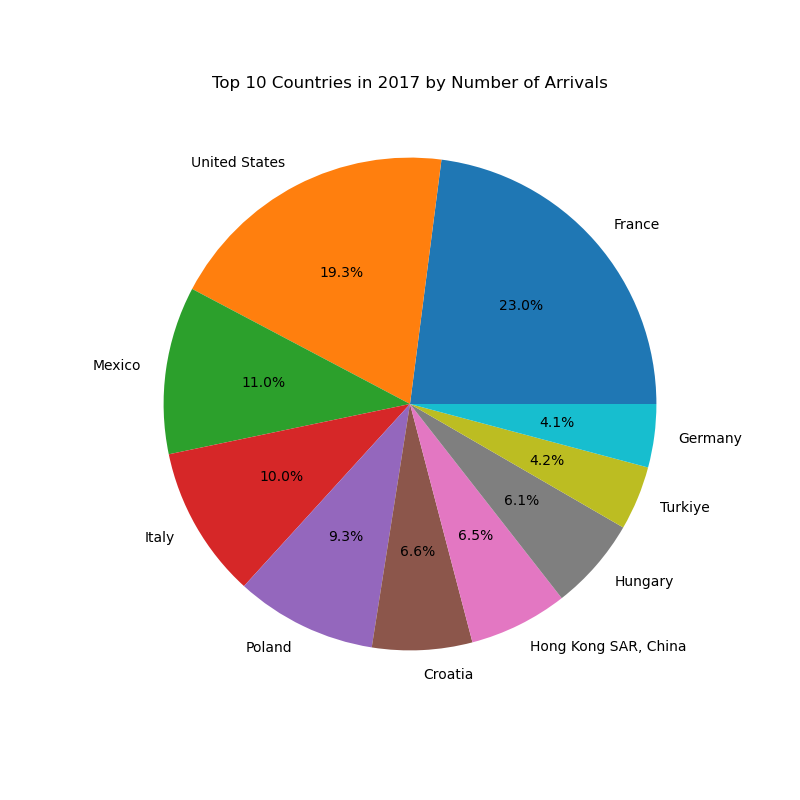 Top 10 Countries in 2017 by Number of Arrivals
United States
France
19.3%
23.0%
Mexico
11.0%
4.1%
Germany
4.2%
10.0%
6.1%
Turkiye
Italy
9.3%
6.5%
6.6%
Hungary
Poland
Hong Kong SAR, China
Croatia